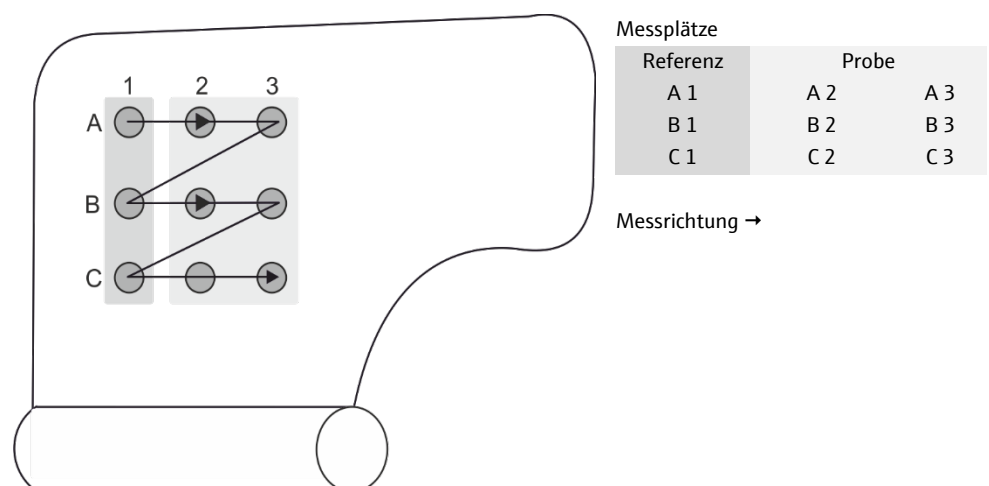 1 2 3
A
B
C
Messplätze
Referenz Probe
A 1 A 2 A 3
B 1 B 2 B 3
C 1 C 2 C 3
Messrichtung →